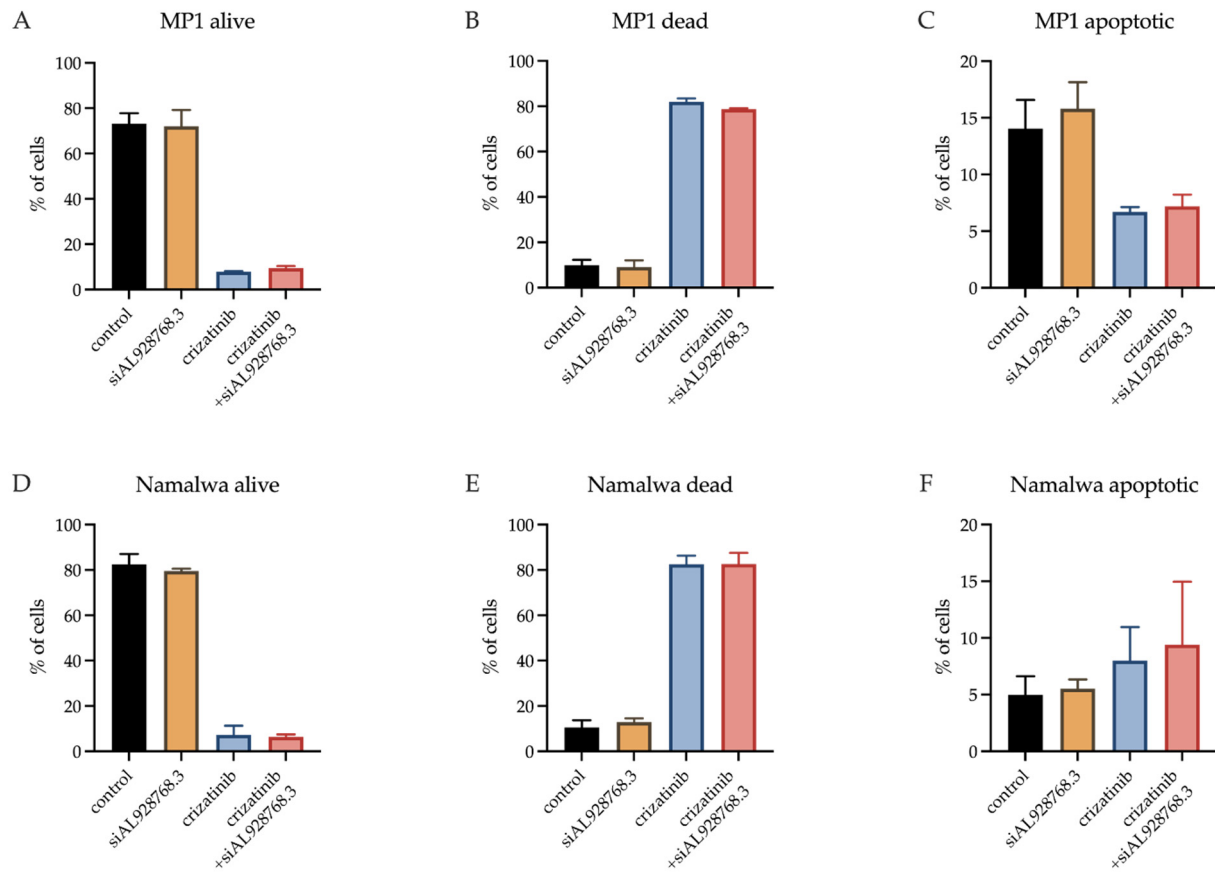 A MP1 alive
100
80
60
40
20
0
% of cells
control
siAL928768.3
crizatinib
crizatinib
+siAL928768.3
B MP1 dead
100
80
60
40
20
0
% of cells
control
siAL928768.3
crizatinib
crizatinib
+siAL928768.3
C MP1 apoptotic
20
15
10
5
0
% of cells
control
siAL928768.3
crizatinib
crizatinib
+siAL928768.3
D Namalwa alive
100
80
60
40
20
0
% of cells
control
siAL928768.3
crizatinib
crizatinib
+siAL928768.3
E Namalwa dead
100
80
60
40
20
0
% of cells
control
siAL928768.3
crizatinib
crizatinib
+siAL928768.3
F Namalwa apoptotic
20
15
10
5
0
% of cells
control
siAL928768.3
crizatinib
crizatinib
+siAL928768.3